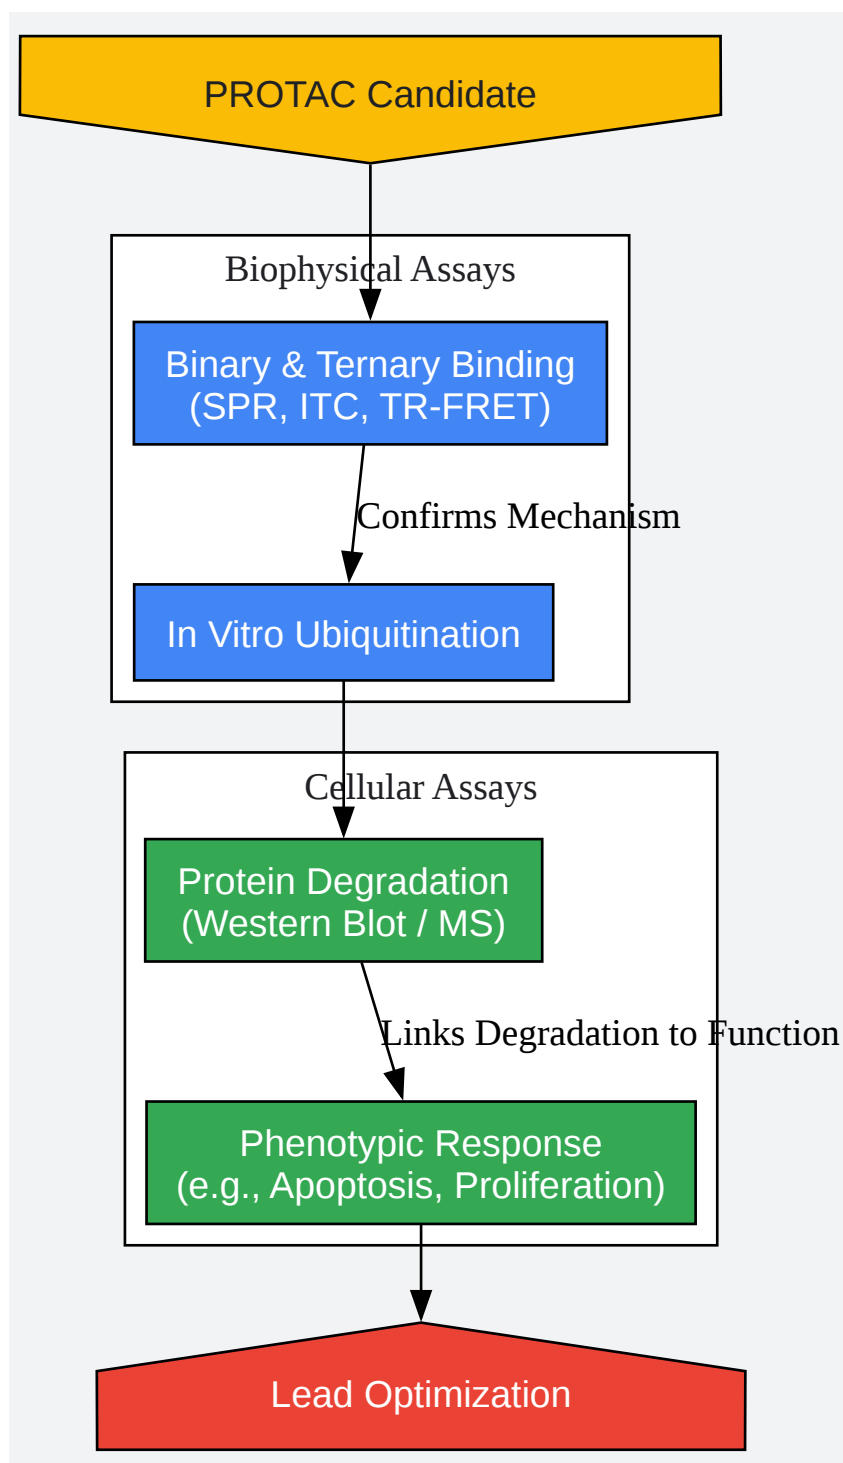 PROTAC Candidate
Biophysical Assays
Binary & Ternary Binding
(SPR, ITC, TR-FRET)
Confirms Mechanism
In Vitro Ubiquitination
Cellular Assays
Protein Degradation
(Western Blot / MS)
Links Degradation to Function
Phenotypic Response
(e.g., Apoptosis, Proliferation)
Lead Optimization